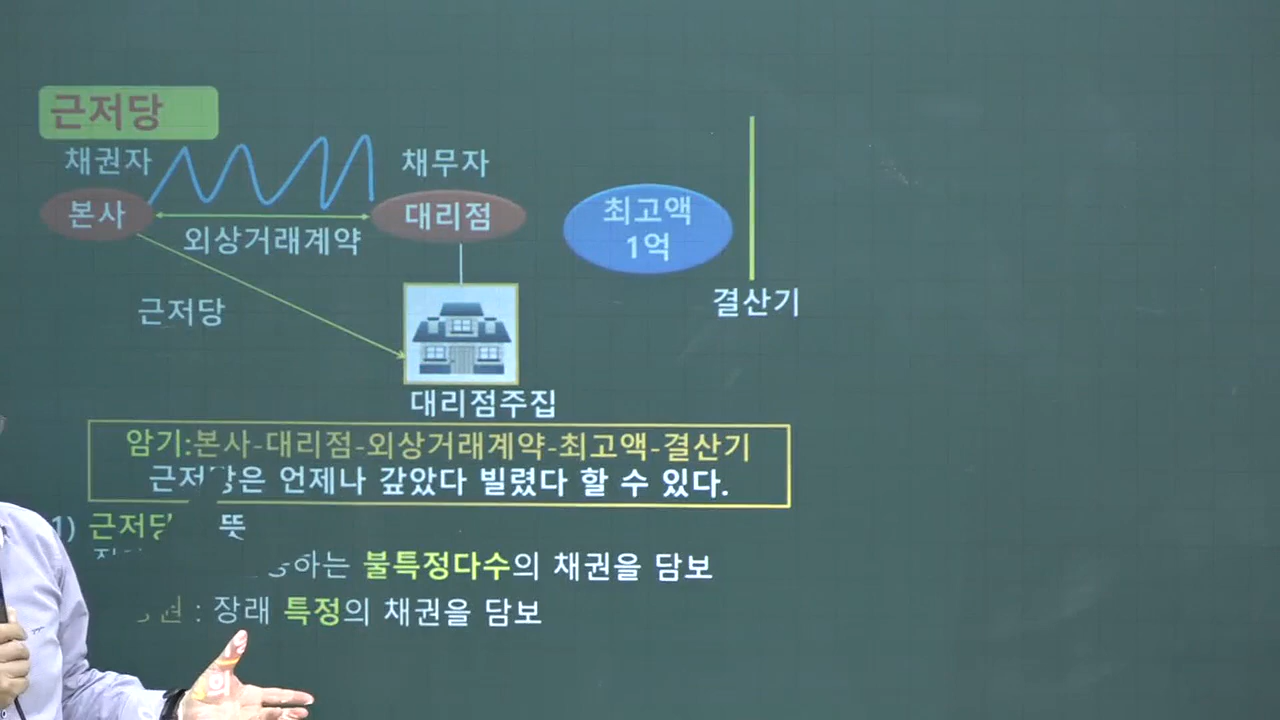 근저당
채권자
채무자
본사
대리점
외상거래계약
최고액
1억
결산기
근저당
대리점주집
암기:본사-대리점-외상거래계약-최고액-결산기
근저당은 언제나 갚았다 빌렸다 할 수 있다.
1) 근저당 뜻
하는 불특정다수의 채권을 담보
: 장래 특정의 채권을 담보